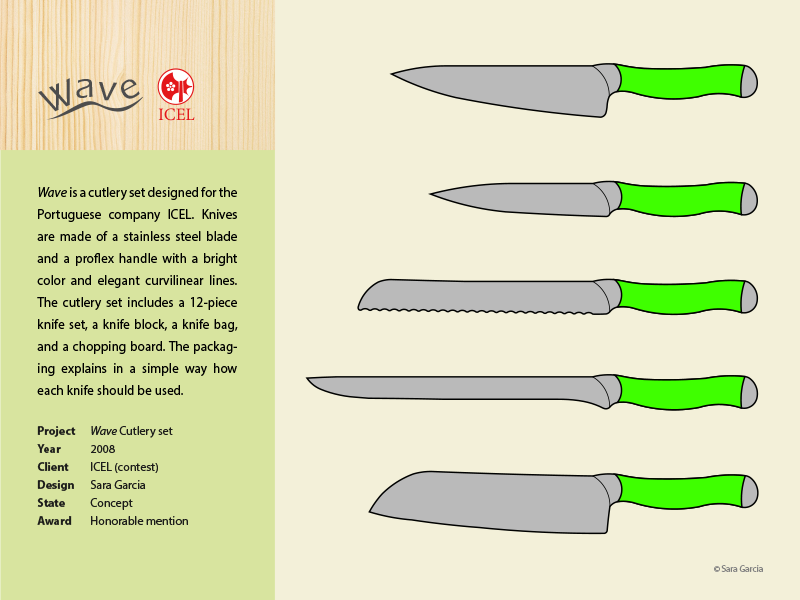 wave
ICEL
Wave is a cutlery set designed for the
Portuguese company ICEL. Knives
are made of a stainless steel blade
and a proflex handle with a bright
color and elegant curvilinear lines.
The cutlery set includes a 12-piece
knife set, a knife block, a knife bag,
and a chopping board. The packag-
ing explains in a simple way how
each knife should be used.
Project Wave Cutlery set
Year 2008
Client ICEL (contest)
Design Sara Garcia
State Concept
Award Honorable mention
© Sara Garcia